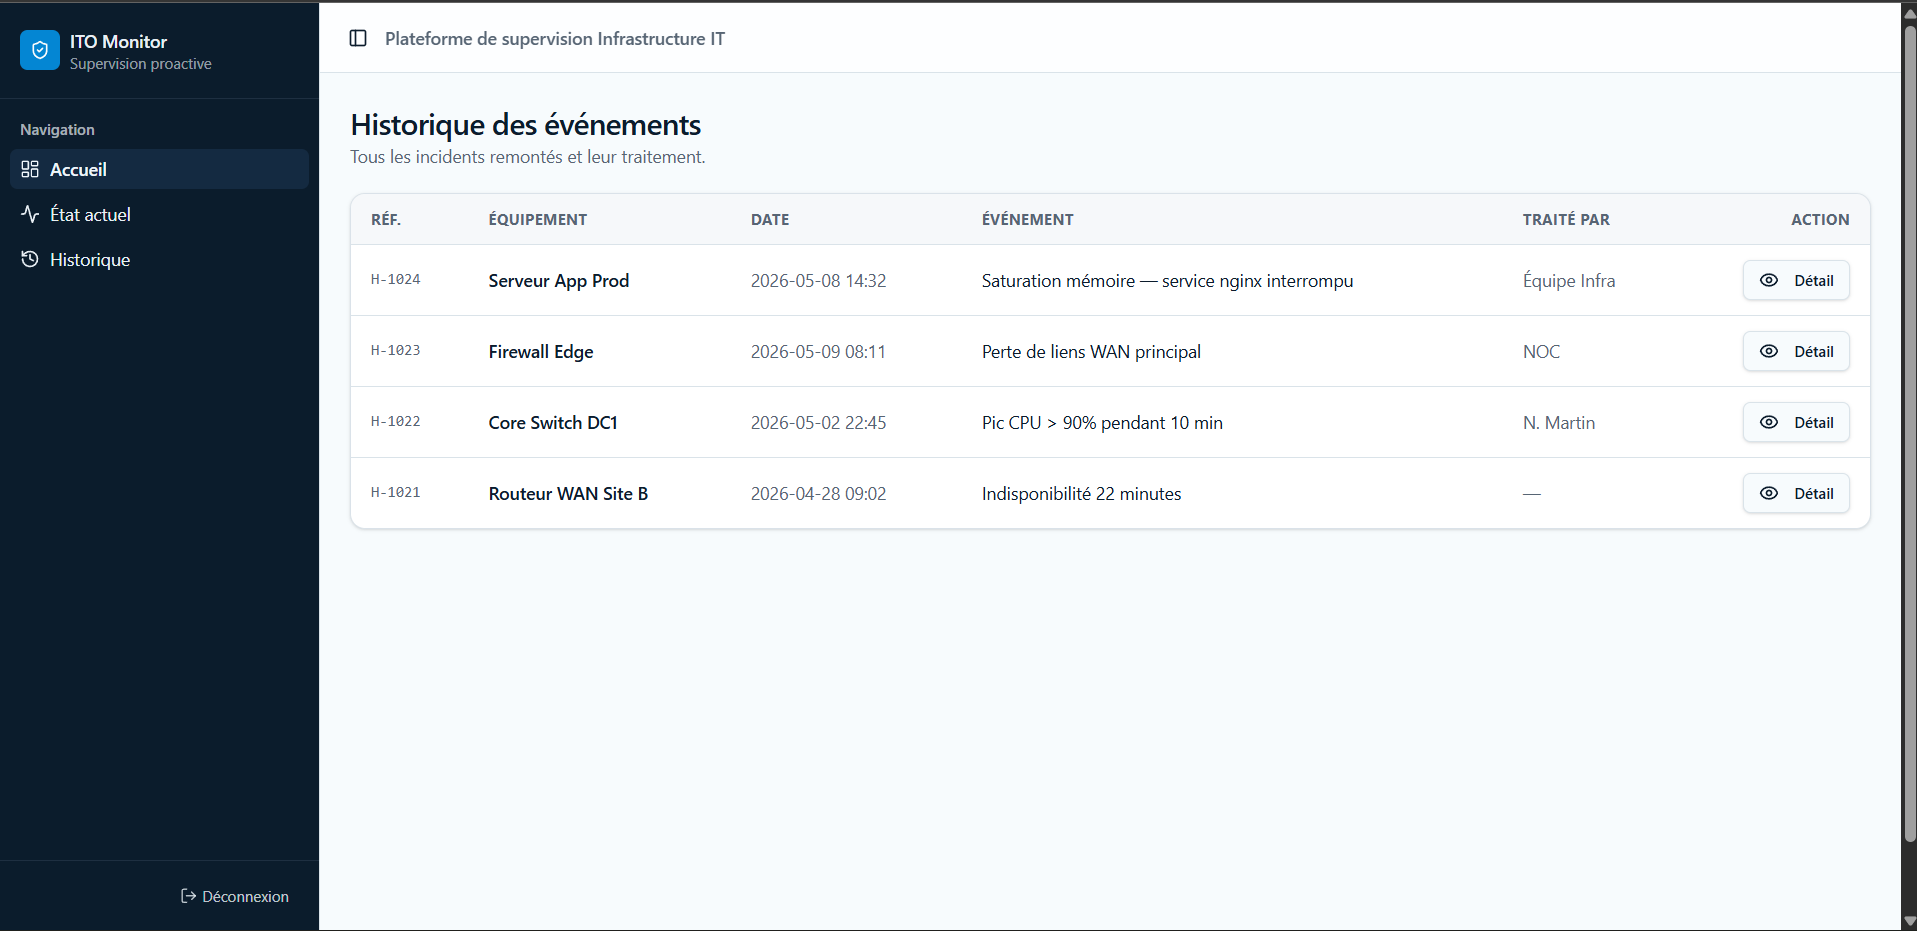 ITO Monitor
Supervision proactive
Navigation
Accueil
État actuel
Historique
Déconnexion
Plateforme de supervision Infrastructure IT
Historique des événements
Tous les incidents remontés et leur traitement.
RÉF. ÉQUIPEMENT DATE ÉVÉNEMENT TRAITÉ PAR ACTION
H-1024 Serveur App Prod 2026-05-08 14:32 Saturation mémoire — service nginx interrompu Équipe Infra Détail
H-1023 Firewall Edge 2026-05-09 08:11 Perte de liens WAN principal NOC Détail
H-1022 Core Switch DC1 2026-05-02 22:45 Pic CPU > 90% pendant 10 min N. Martin Détail
H-1021 Routeur WAN Site B 2026-04-28 09:02 Indisponibilité 22 minutes — Détail